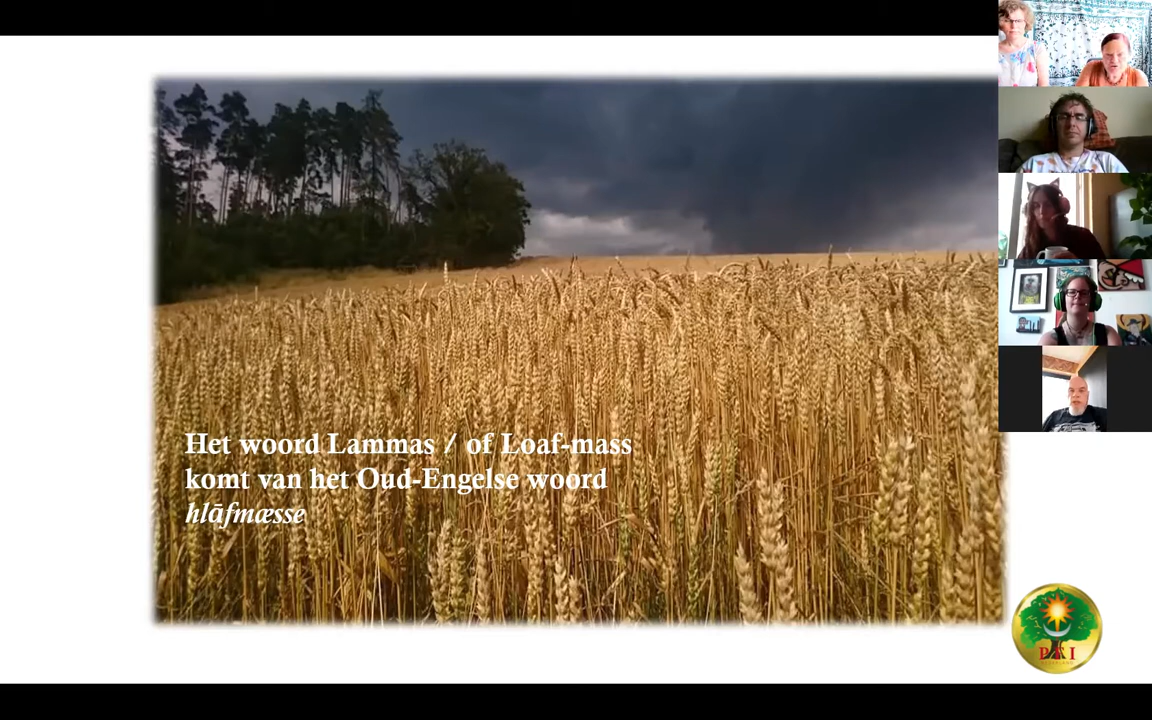 Het woord Lammas / of Loaf-mass
komt van het Oud-Engelse woord
hlāfmæsse